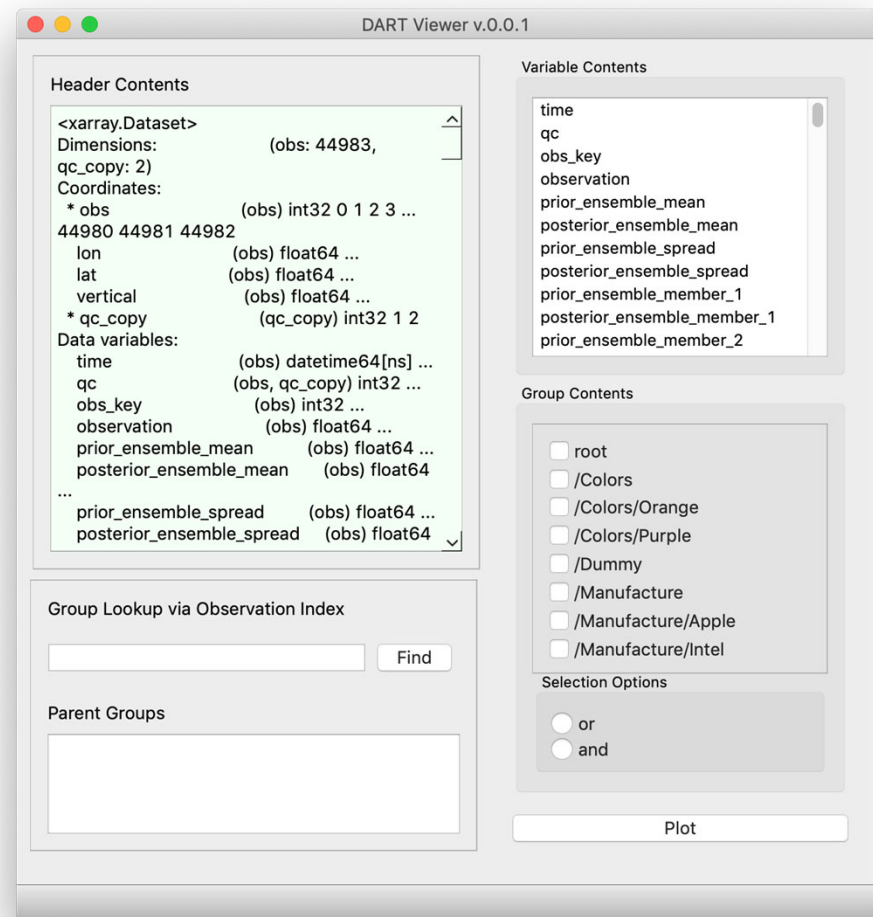 DART Viewer v.0.0.1
Header Contents
<xarray.Dataset>
Dimensions: (obs: 44983,
qc_copy: 2)
Coordinates:
* obs (obs) int32 0 1 2 3 ...
44980 44981 44982
lon (obs) float64 ...
lat (obs) float64 ...
vertical (obs) float64 ...
* qc_copy (qc_copy) int32 1 2
Data variables:
time (obs) datetime64[ns] ...
qc (obs, qc_copy) int32 ...
obs_key (obs) int32 ...
observation (obs) float64 ...
prior_ensemble_mean (obs) float64 ...
posterior_ensemble_mean (obs) float64
...
prior_ensemble_spread (obs) float64 ...
posterior_ensemble_spread (obs) float64
Group Lookup via Observation Index
Find
Parent Groups
Variable Contents
time
qc
obs_key
observation
prior_ensemble_mean
posterior_ensemble_mean
prior_ensemble_spread
posterior_ensemble_spread
prior_ensemble_member_1
posterior_ensemble_member_1
prior_ensemble_member_2
Group Contents
root
/Colors
/Colors/Orange
/Colors/Purple
/Dummy
/Manufacture
/Manufacture/Apple
/Manufacture/Intel
Selection Options
or
and
Plot